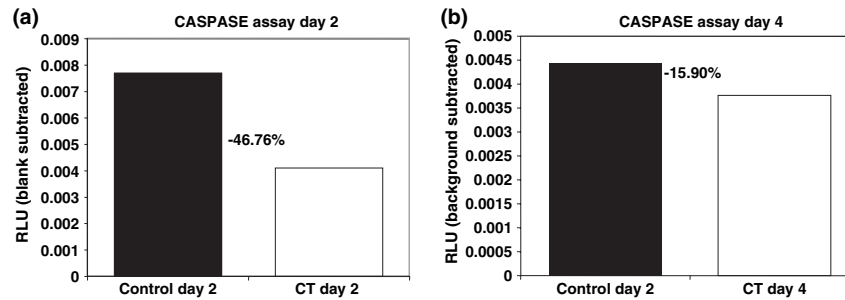 (a)
CASPASE assay day 2
RLU (blank subtracted)
0.009
0.008
0.007
0.006
0.005
0.004
0.003
0.002
0.001
0
-46.76%
Control day 2
CT day 2
(b)
CASPASE assay day 4
RLU (background subtracted)
0.005
0.0045
0.004
0.0035
0.003
0.0025
0.002
0.0015
0.001
0.0005
0
-15.90%
Control day 2
CT day 4